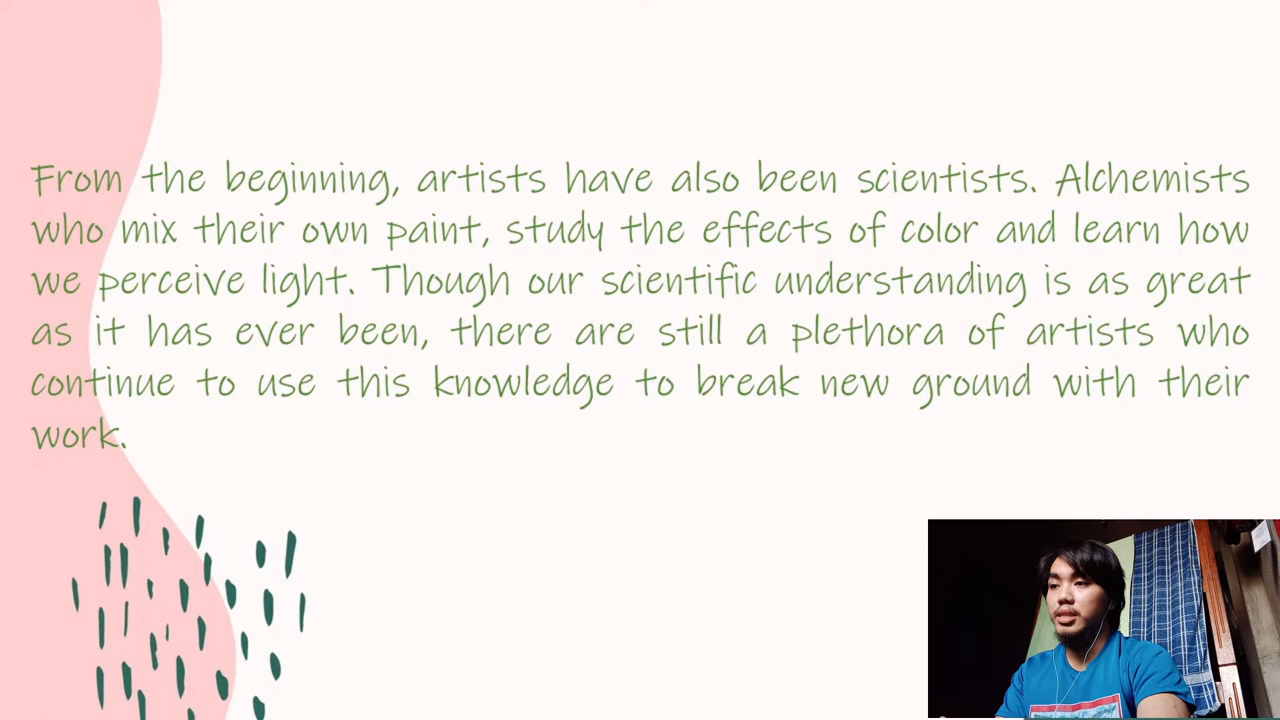 From the beginning, artists have also been scientists. Alchemists
who mix their own paint, study the effects of color and learn how
we perceive light. Though our scientific understanding is as great
as it has ever been, there are still a plethora of artists who
continue to use this knowledge to break new ground with their
work.